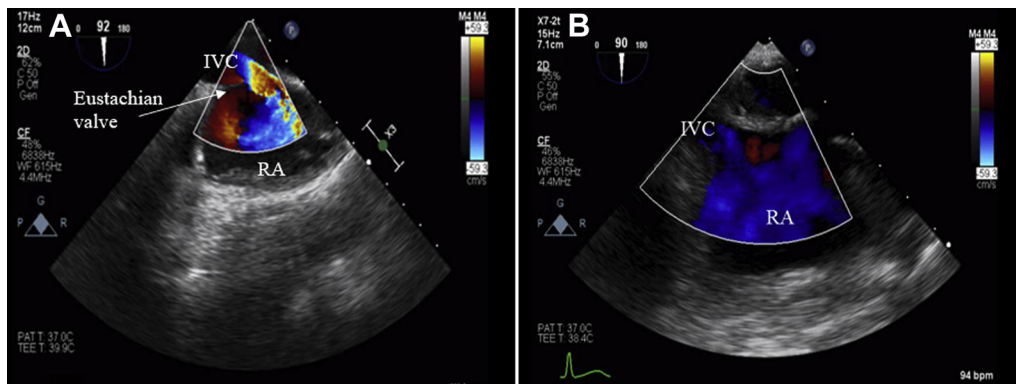 A
17Hz
12cm
0 92 180
2D
62%
C 50
P Off
Gen
CF
48%
6838Hz
WF 615Hz
4.4MHz
P
M4 M4
+59.3
-59.3
cm/s
IVC
Eustachian
valve
RA
X3
G
P R
PAT T: 37.0C
TEE T: 39.9C
B
X7-2t
15Hz
7.1cm
0 90 180
2D
55%
C 50
P Off
Gen
CF
46%
6838Hz
WF 615Hz
4.4MHz
P
M4 M4
+59.3
-59.3
cm/s
IVC
RA
G
P R
PAT T: 37.0C
TEE T: 38.4C
94 bpm